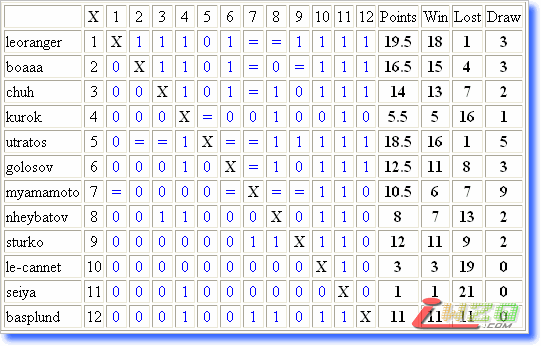 X 1 2 3 4 5 6 7 8 9 10 11 12 Points Win Lost Draw
leoranger 1 X 1 1 1 0 1 = = 1 1 1 1 19.5 18 1 3
boaaa 2 0 X 1 1 0 1 = 0 = 1 1 1 16.5 15 4 3
chuh 3 0 0 X 1 0 1 = 1 0 1 1 1 14 13 7 2
kurok 4 0 0 0 X = 0 0 1 0 0 1 0 5.5 5 16 1
utratos 5 0 = = 1 X = = 1 1 1 1 1 18.5 16 1 5
golosov 6 0 0 0 1 0 X = 1 0 1 1 1 12.5 11 8 3
myamamoto 7 = 0 0 0 0 = X = = 1 1 0 10.5 6 7 9
nheybatov 8 0 0 1 1 0 0 0 X 0 1 1 0 8 7 13 2
sturko 9 0 0 0 0 0 0 1 1 X 1 1 0 12 11 9 2
le-cannet 10 0 0 0 0 0 0 0 0 0 X 1 0 3 3 19 0
seiya 11 0 0 0 1 0 0 0 0 0 0 X 0 1 1 21 0
basplund 12 0 0 0 1 0 0 1 1 0 1 1 X 11 11 11 0